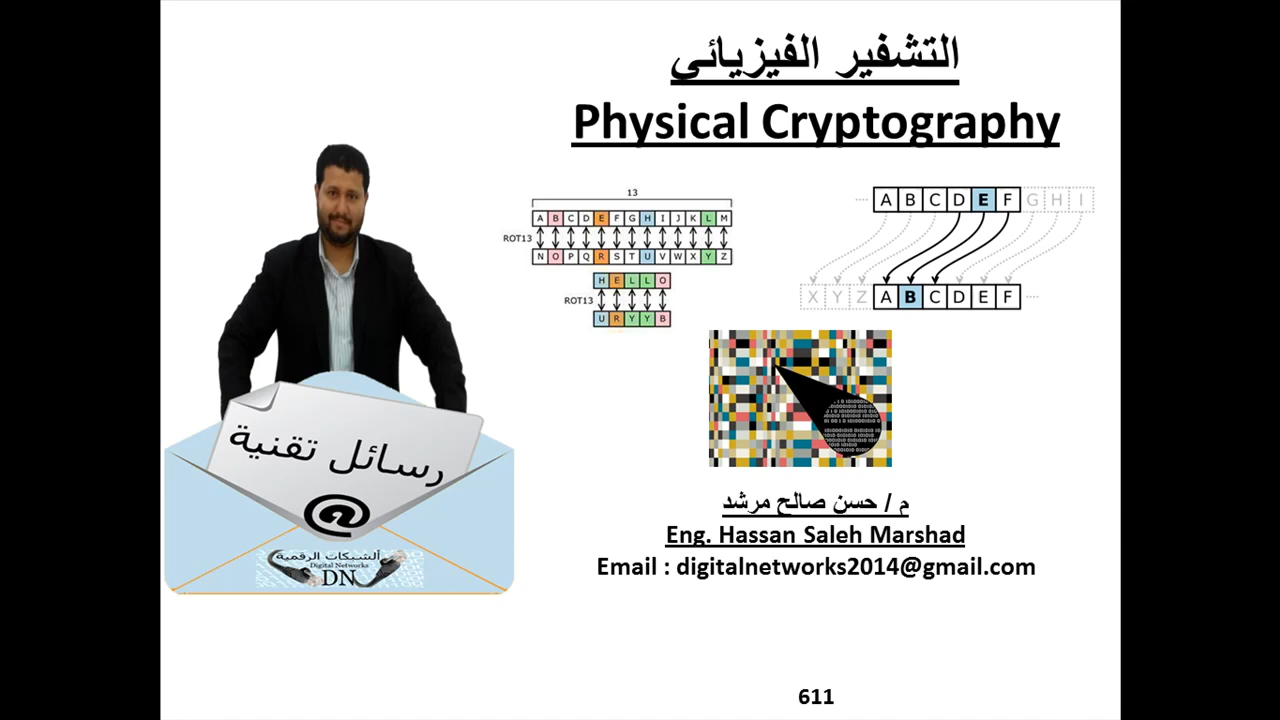 التشفير الفيزيائي
Physical Cryptography
13
A B C D E F G H I J K L M
ROT13
N O P Q R S T U V W X Y Z
H E L L O
ROT13
U R Y Y B
A B C D E F G H I
X Y Z A B C D E F
رسائل تقنية
@
الشبكات الرقمية
Digital Networks
DN
م / حسن صالح مرشد
Eng. Hassan Saleh Marshad
Email : digitalnetworks2014@gmail.com
611